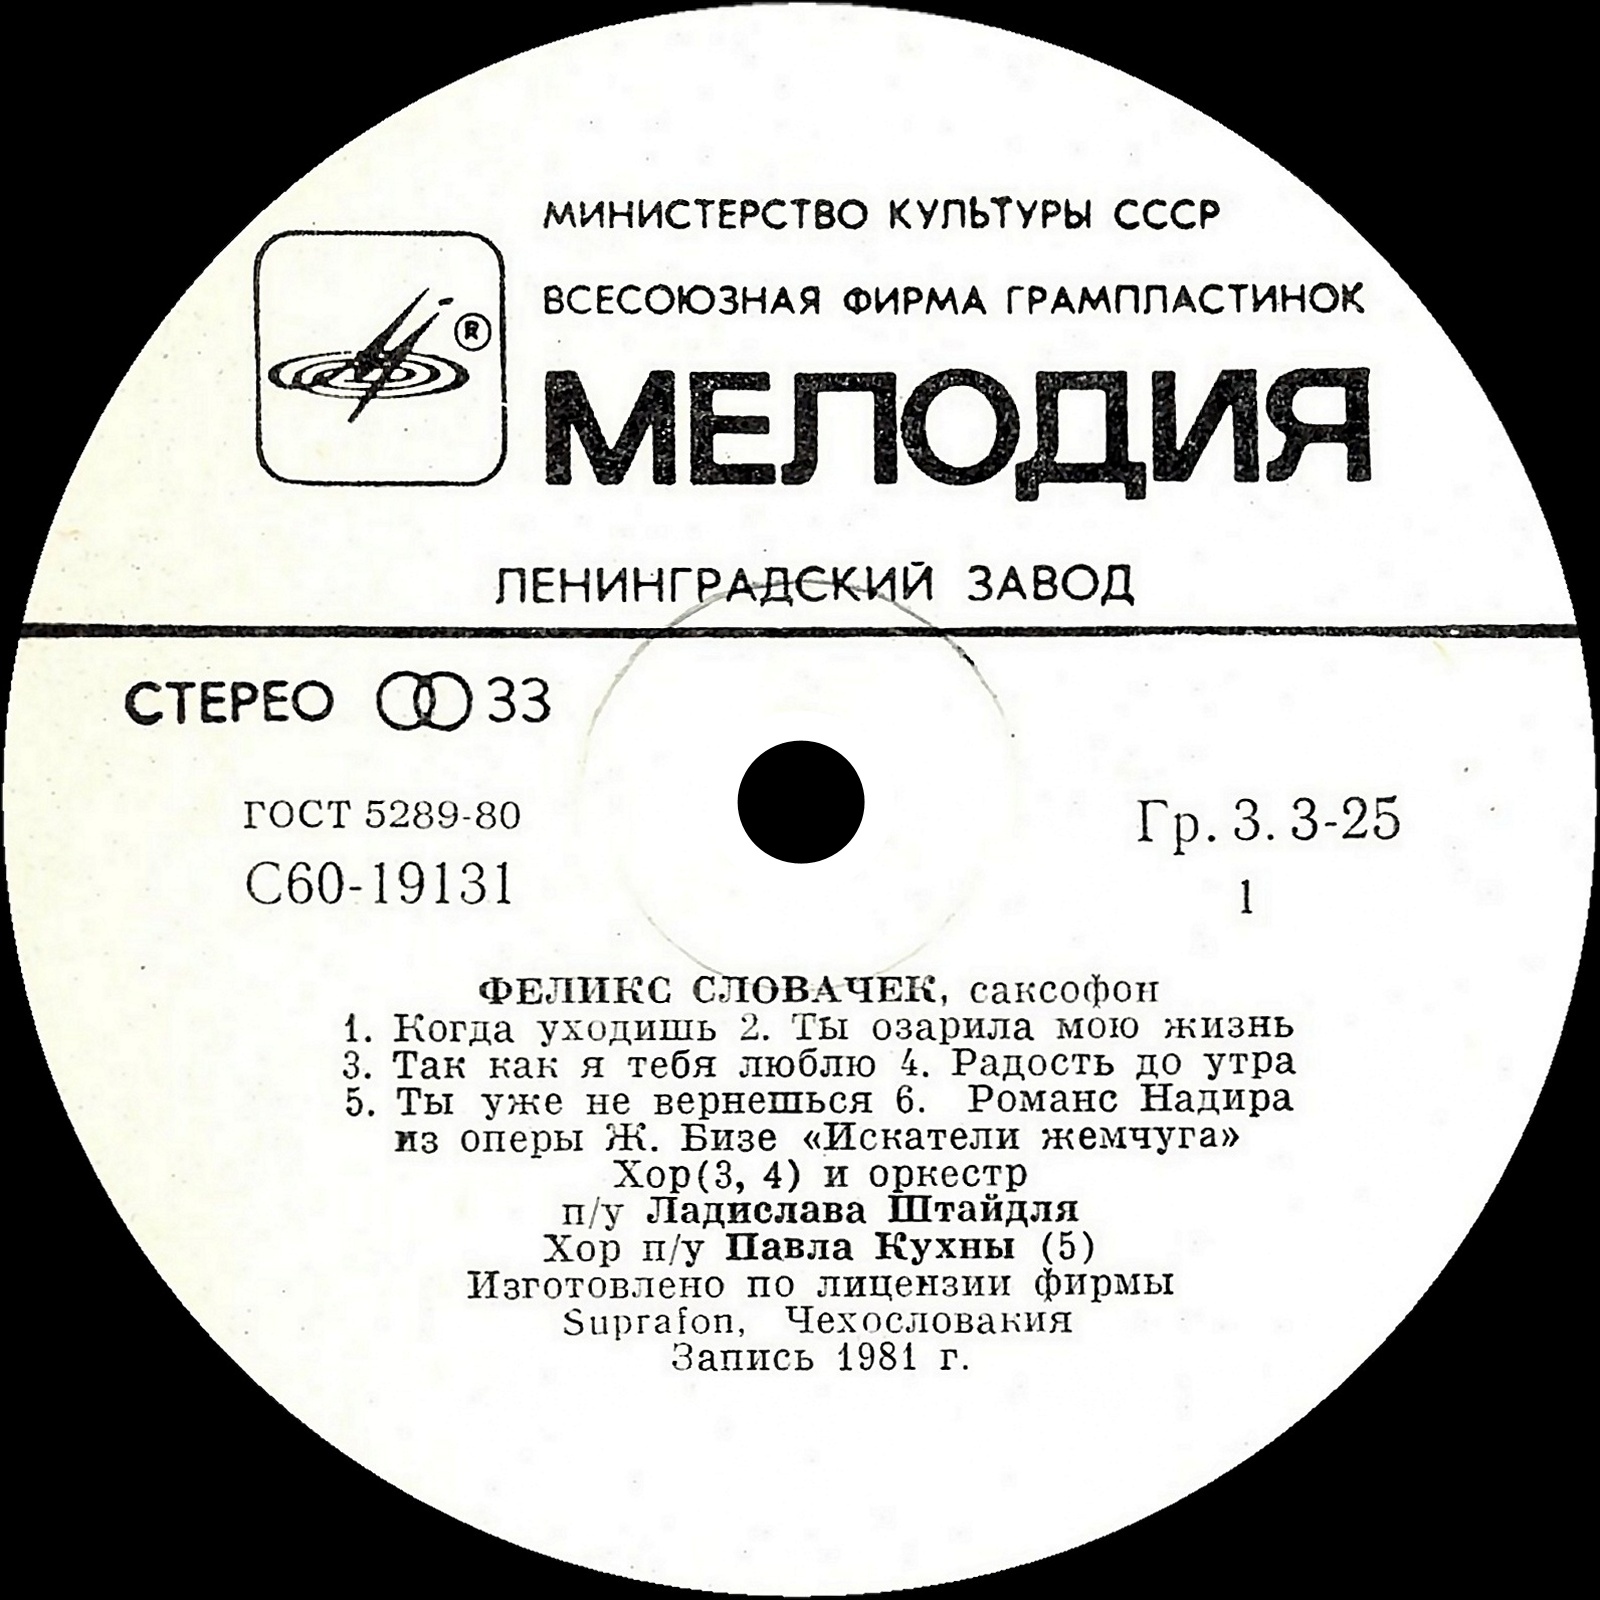 МИНИСТЕРСТВО КУЛЬТУРЫ СССР
ВСЕСОЮЗНАЯ ФИРМА ГРАМПЛАСТИНОК
®
МЕЛОДИЯ
ЛЕНИНГРАДСКИЙ ЗАВОД
СТЕРЕО 33
ГОСТ 5289-80
Гр. 3. 3-25
С60-19131
1
ФЕЛИКС СЛОВАЧЕК, саксофон
1. Когда уходишь 2. Ты озарила мою жизнь
3. Так как я тебя люблю 4. Радость до утра
5. Ты уже не вернешься 6. Романс Надира
из оперы Ж. Бизе «Искатели жемчуга»
Хор(3, 4) и оркестр
п/у Ладислава Штайдля
Хор п/у Павла Кухны (5)
Изготовлено по лицензии фирмы
Suprafon, Чехословакия
Запись 1981 г.